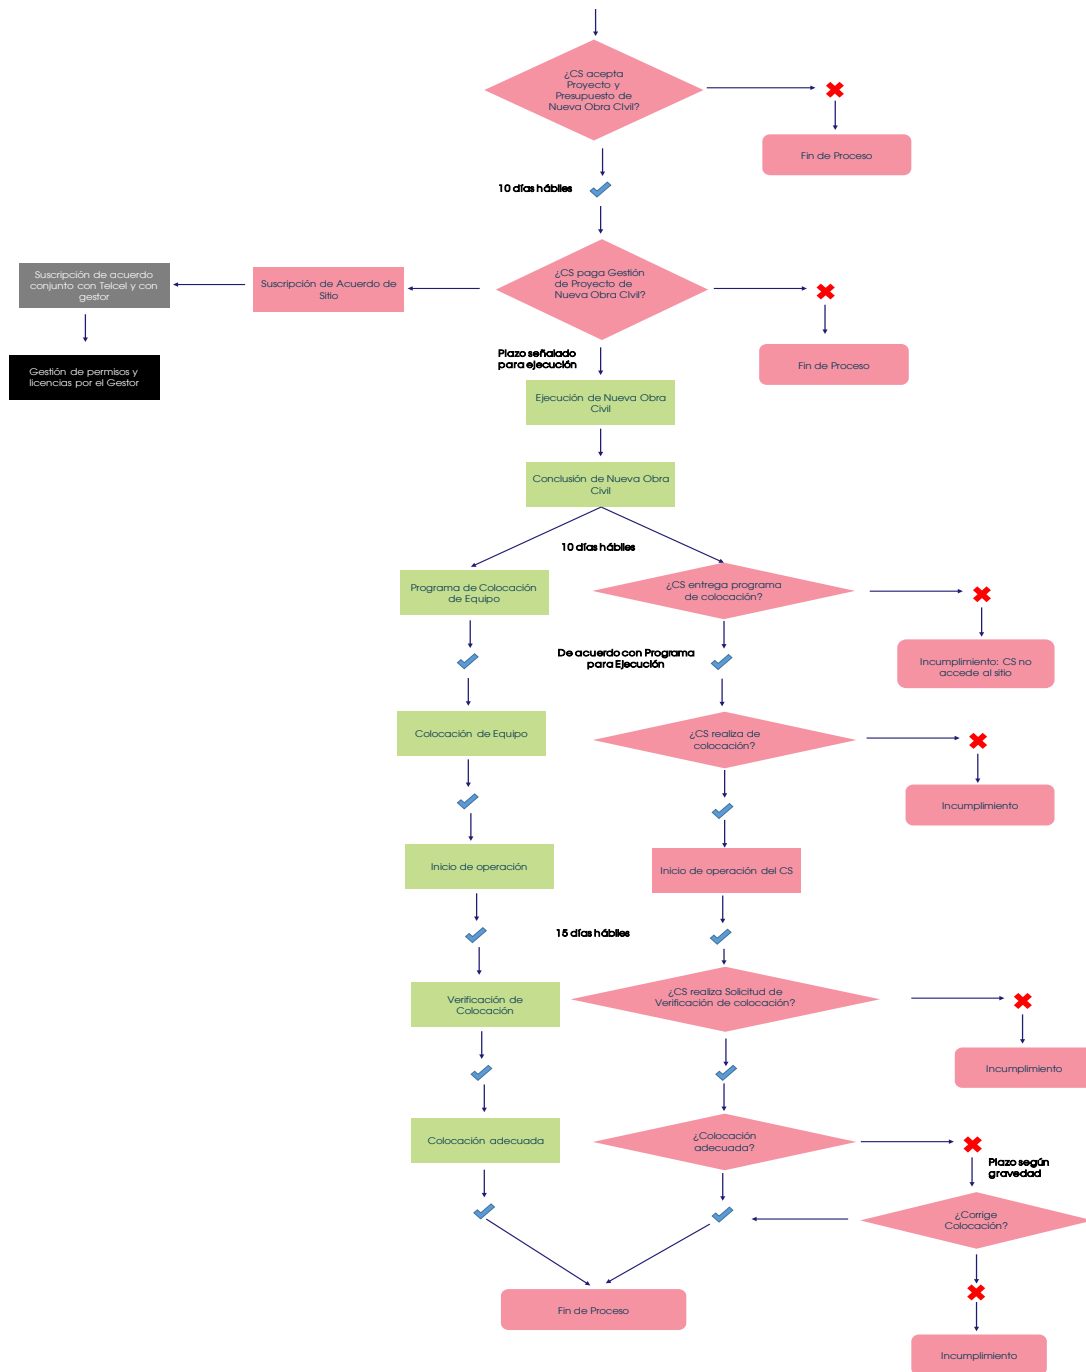 ¿CS acepta
Proyecto y
Presupuesto de
Nueva Obra Civil?
Fin de Proceso
10 días hábiles
¿CS paga Gestión
de Proyecto de
Nueva Obra Civil?
Suscripción de Acuerdo de
Sitio
Suscripción de acuerdo
conjunto con Telcel y con
gestor
Gestión de permisos y
licencias por el Gestor
Fin de Proceso
Plazo señalado
para ejecución
Ejecución de Nueva Obra
Civil
Conclusión de Nueva Obra
Civil
10 días hábiles
Programa de Colocación
de Equipo
¿CS entrega programa
de colocación?
Incumplimiento: CS no
accede al sitio
De acuerdo con Programa
para Ejecución
Colocación de Equipo
¿CS realiza de
colocación?
Incumplimiento
Inicio de operación
Inicio de operación del CS
15 días hábiles
Verificación de
Colocación
¿CS realiza Solicitud de
Verificación de colocación?
Incumplimiento
Colocación adecuada
¿Colocación
adecuada?
Plazo según
gravedad
¿Corrige
Colocación?
Fin de Proceso
Incumplimiento